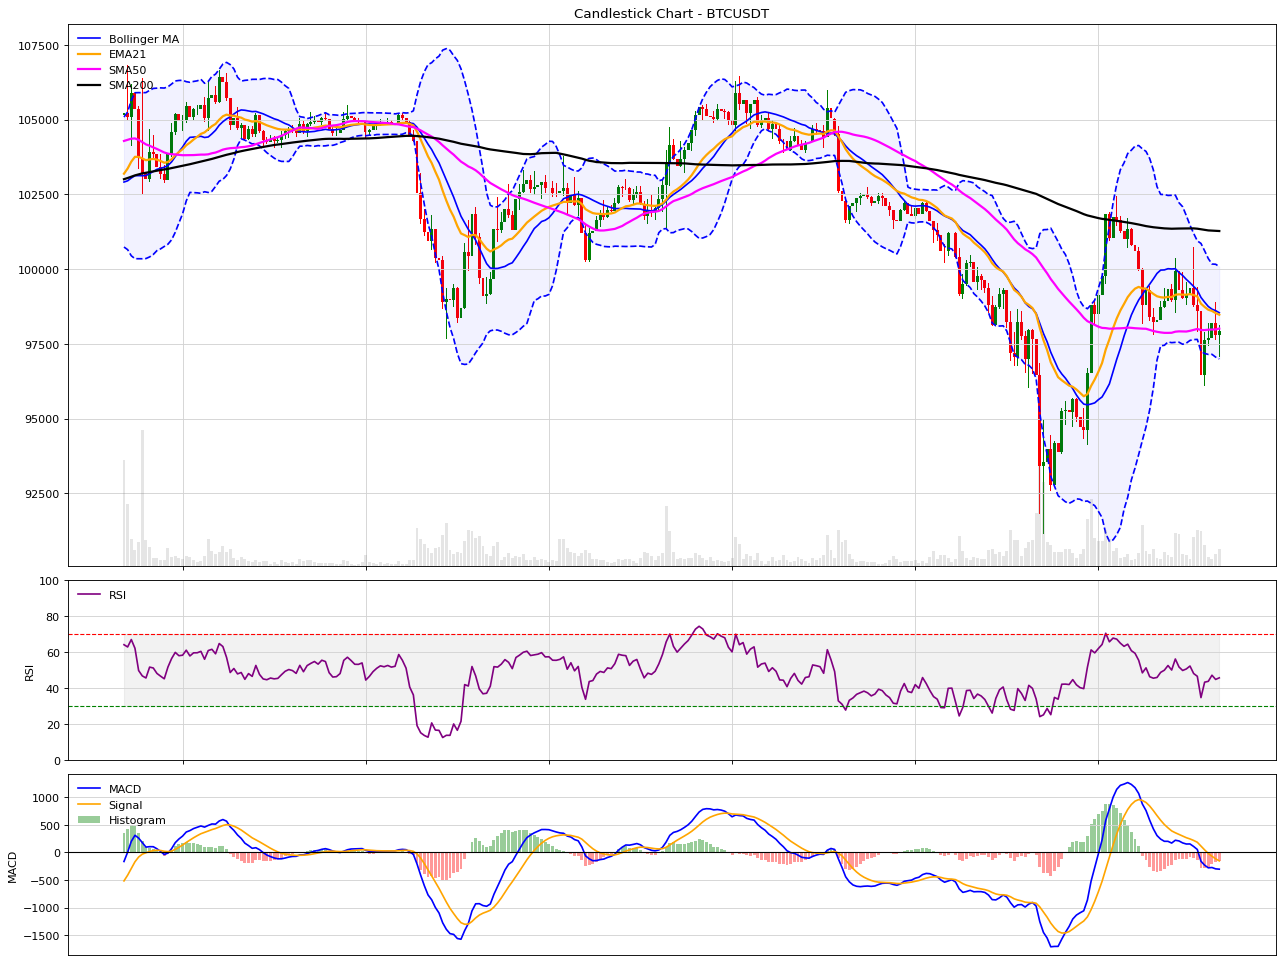 Candlestick Chart - BTCUSDT
Bollinger MA
EMA21
SMA50
SMA200
107500
105000
102500
100000
97500
95000
92500
RSI
100
80
60
40
20
0
RSI
MACD
Signal
Histogram
1000
500
0
−500
−1000
−1500
MACD